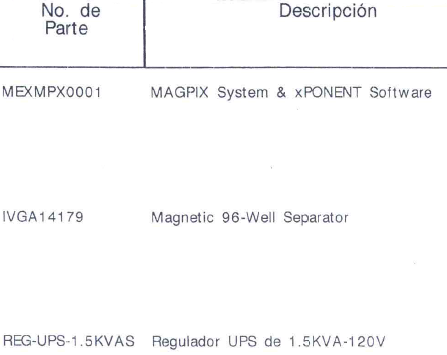 No. de Parte Descripción
MEXMPX0001 MAGPIX System & xPONENT Software
IVGA14179 Magnetic 96-Well Separator
REG-UPS-1.5KVAS Regulador UPS de 1.5KVA-120V